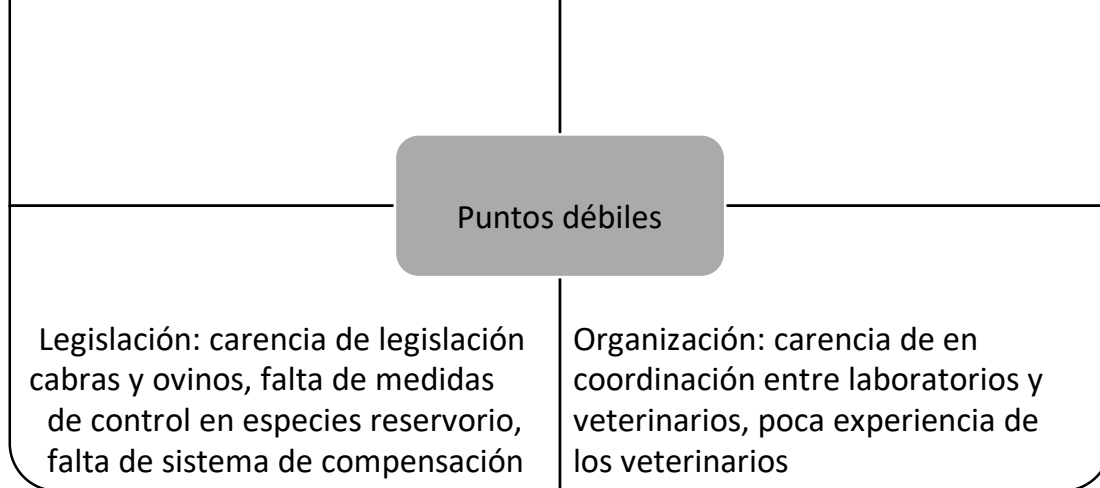 Puntos débiles
Legislación: carencia de legislación
cabras y ovinos, falta de medidas
de control en especies reservorio,
falta de sistema de compensación
Organización: carencia de en
coordinación entre laboratorios y
veterinarios, poca experiencia de
los veterinarios